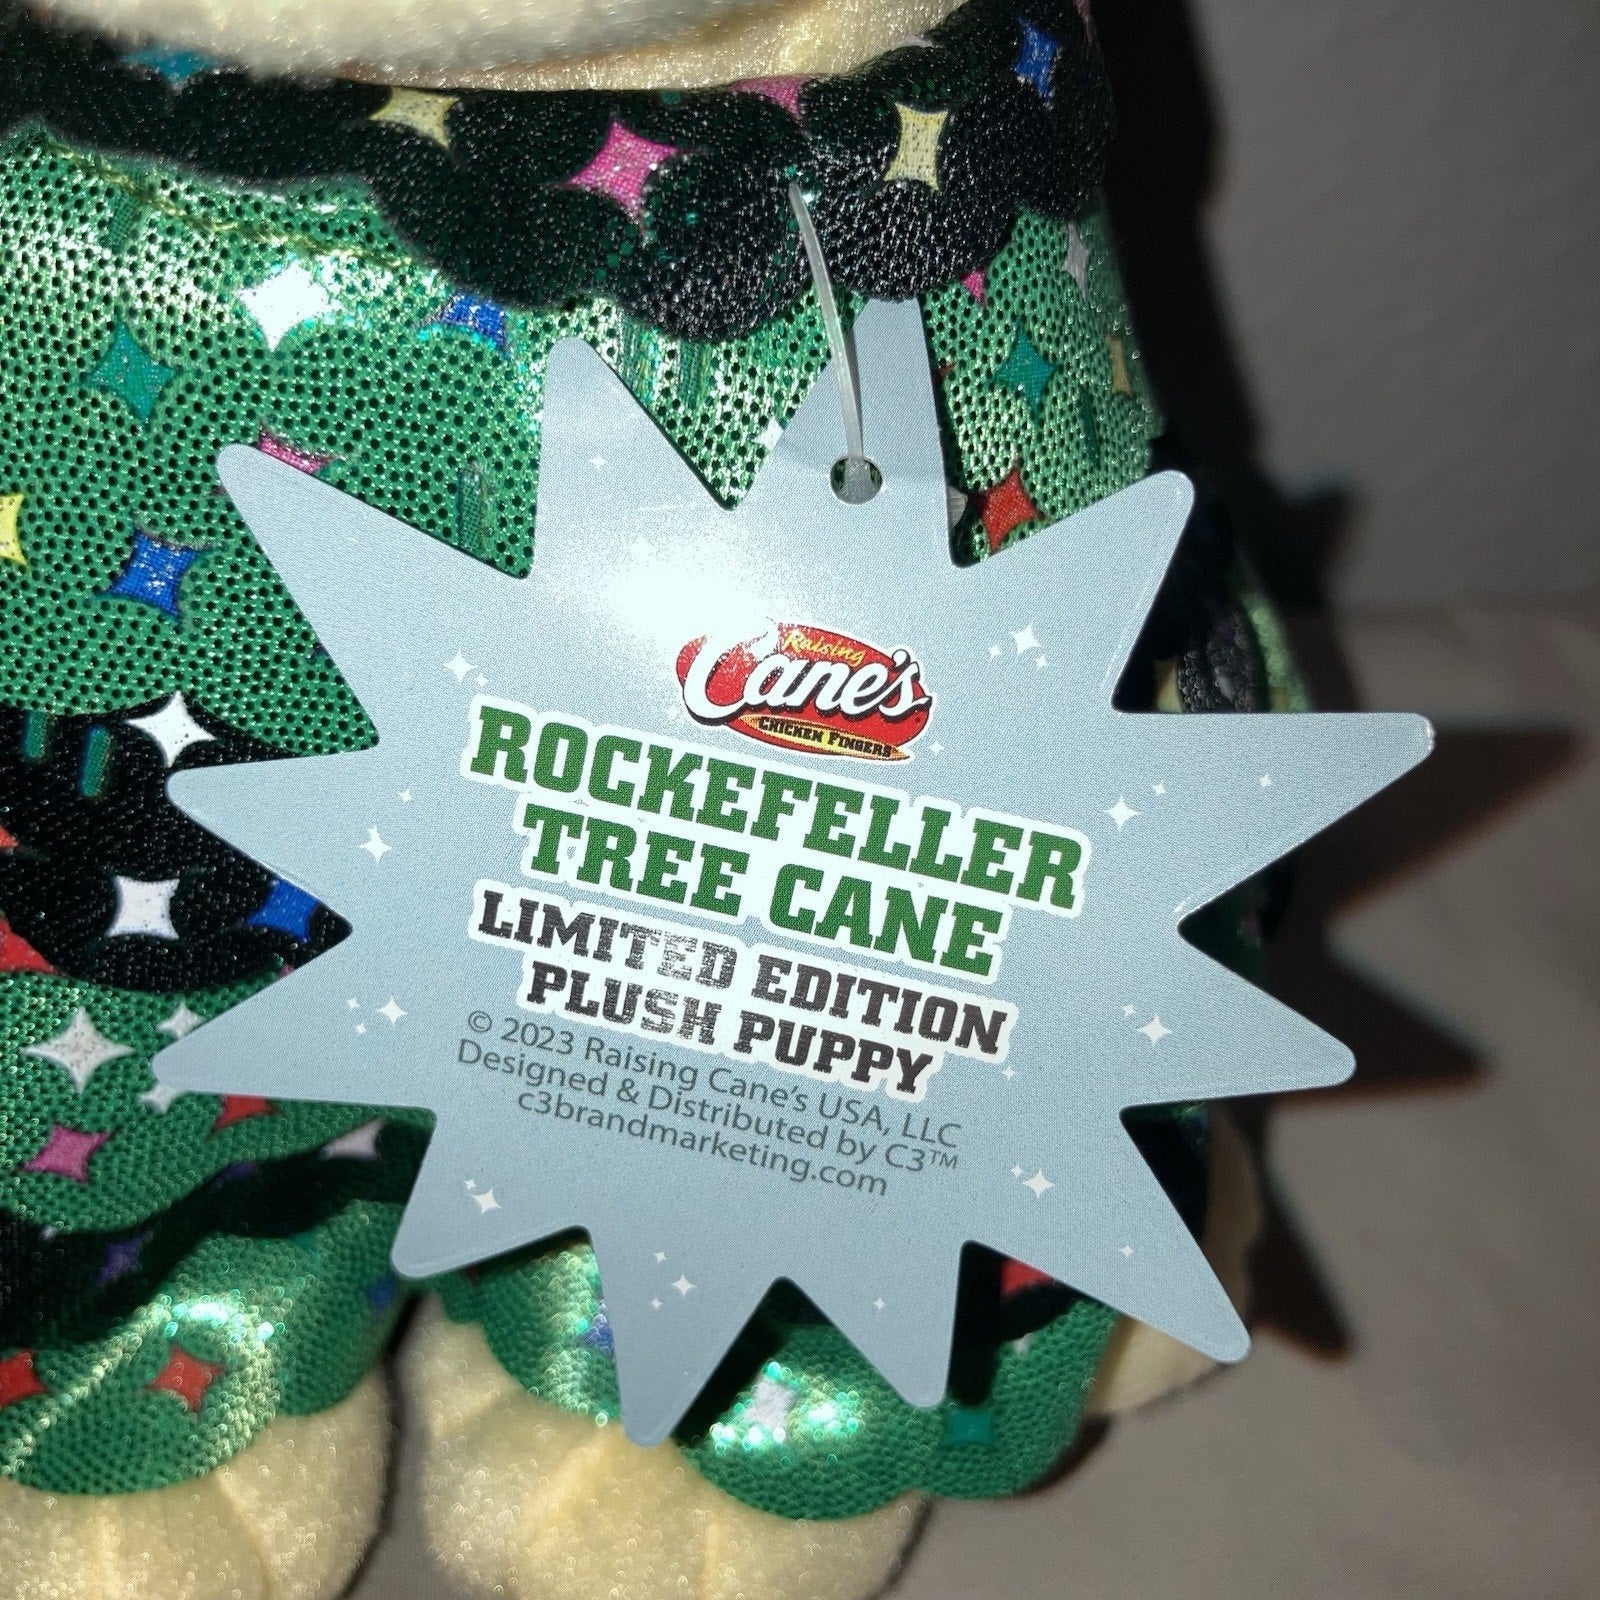 Raising
Cane's
CHICKEN FINGERS
ROCKEFELLER
TREE CANE
LIMITED EDITION
PLUSH PUPPY
© 2023 Raising Cane's USA, LLC
Designed & Distributed by C3™
c3brandmarketing.com